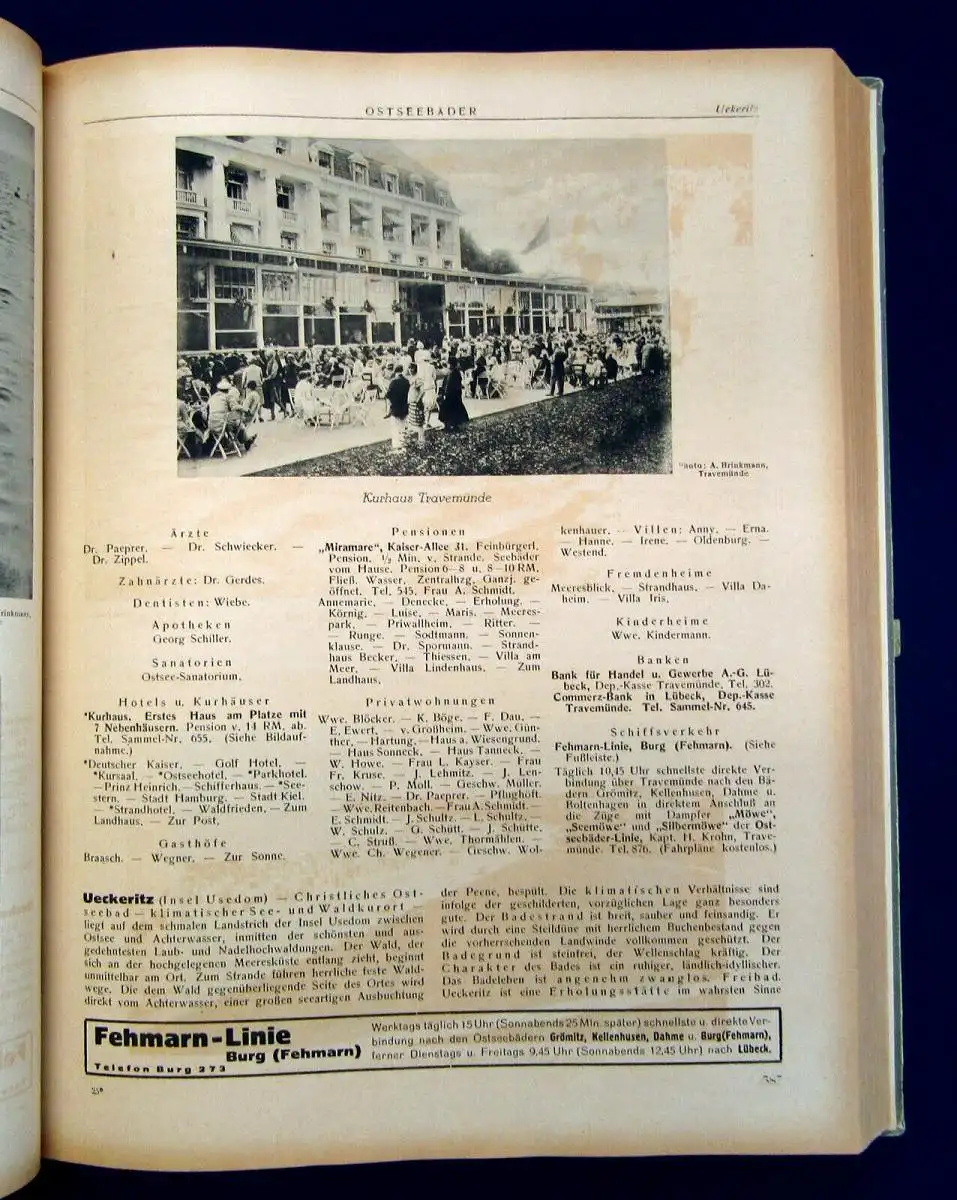 OSTSEEBÄDER
Ueckeritz
Photo: A. Brinkmann,
Travemünde
Kurhaus Travemünde
Ärzte
Dr. Paeprer. — Dr. Schwiecker. —
Dr. Zippel.
Zahnärzte: Dr. Gerdes.
Dentisten: Wiebe.
Apotheken
Georg Schiller.
Sanatorien
Ostsee-Sanatorium.
Hotels u. Kurhäuser
*Kurhaus. Erstes Haus am Platze mit
7 Nebenhäusern. Pension v. 14 RM. ab.
Tel. Sammel-Nr. 655. (Siehe Bildauf-
nahme.)
*Deutscher Kaiser. — Golf Hotel. —
*Kursaal. — *Ostseehotel. — *Parkhotel.
— Prinz Heinrich. — Schifferhaus. — *See-
stern. — Stadt Hamburg. — Stadt Kiel.
— *Strandhotel. — Waldfrieden. — Zum
Landhaus. — Zur Post.
Gasthöfe
Braasch. — Wegner. — Zur Sonne.
Pensionen
„Miramare“, Kaiser-Allee 31. Feinbürgerl.
Pension. ½ Min. v. Strande. Seebäder
vom Hause. Pension 6—8 u. 8—10 RM.
Fließ. Wasser, Zentralhzg. Ganzj. ge-
öffnet. Tel. 545. Frau A. Schmidt.
Annemarie. — Denecke. — Erholung. —
Körnig. — Luise. — Maris. — Meeres-
park. — Priwallheim. — Ritter. —
— Runge. — Sodtmann. — Sonnen-
klause. — Dr. Spormann. — Strand-
haus Becker. — Thiessen. — Villa am
Meer. — Villa Lindenhaus. — Zum
Landhaus.
Privatwohnungen
Wwe. Blöcker. — K. Böge. — F. Dau. —
E. Ewert. — v. Großheim. — Wwe. Gün-
ther. — Hartung. — Haus a. Wiesengrund.
— Haus Sonneck. — Haus Tanneck. —
W. Howe. — Frau L. Kayser. — Frau
Fr. Kruse. — J. Lehmitz. — J. Len-
schow. — P. Moll. — Geschw. Müller.
— E. Nitz. — Dr. Paeprer. — Pflughöft.
— Wwe. Reitenbach. — Frau A. Schmidt. —
E. Schmidt. — J. Schultz. — L. Schultz. —
W. Schulz. — G. Schütt. — J. Schütte.
— C. Struß. — Wwe. Thormählen. —
Wwe. Ch. Wegener. — Geschw. Wol-
kenhauer. — Villen: Anny. — Erna.
— Hanne. — Irene. — Oldenburg. —
Westend.
Fremdenheime
Meeresblick. — Strandhaus. — Villa Da-
heim. — Villa Iris.
Kinderheime
Wwe. Kindermann.
Banken
Bank für Handel u. Gewerbe A.-G. Lü-
beck, Dep.-Kasse Travemünde. Tel. 302.
Commerz-Bank in Lübeck, Dep.-Kasse
Travemünde. Tel. Sammel-Nr. 645.
Schiffsverkehr
Fehmarn-Linie, Burg (Fehmarn). (Siehe
Fußleiste.)
Täglich 10,45 Uhr schnellste direkte Ver-
bindung über Travemünde nach den Bä-
dern Grömitz, Kellenhusen, Dahme u.
Boltenhagen in direktem Anschluß an
die Züge mit Dampfer „Möwe“,
„Seemöwe“ und „Silbermöwe“ der Ost-
seebäder-Linie, Kapt. H. Krohn, Trave-
münde. Tel. 876. (Fahrpläne kostenlos.)
Ueckeritz (Insel Usedom) — Christliches Ost-
seebad — klimatischer See- und Waldkurort —
liegt auf dem schmalen Landstrich der Insel Usedom zwischen
Ostsee und Achterwasser, inmitten der schönsten und aus-
gedehntesten Laub- und Nadelhochwaldungen. Der Wald, der
sich an der hochgelegenen Meeresküste entlang zieht, beginnt
unmittelbar am Ort. Zum Strande führen herrliche feste Wald-
wege. Die dem Wald gegenüberliegende Seite des Ortes wird
direkt vom Achterwasser, einer großen seeartigen Ausbuchtung
der Peene, bespült. Die klimatischen Verhältnisse sind
infolge der geschilderten, vorzüglichen Lage ganz besonders
gute. Der Badestrand ist breit, sauber und feinsandig. Er
wird durch eine Steildüne mit herrlichem Buchenbestand gegen
die vorherrschenden Landwinde vollkommen geschützt. Der
Badegrund ist steinfrei, der Wellenschlag kräftig. Der
Charakter des Bades ist ein ruhiger, ländlich-idyllischer.
Das Badeleben ist angenehm zwanglos. Freibad.
Ueckeritz ist eine Erholungsstätte im wahrsten Sinne
Fehmarn-Linie
Burg (Fehmarn)
Telefon Burg 273
Werktags täglich 15 Uhr (Sonnabends 25 Min. später) schnellste u. direkte Ver-
bindung nach den Ostseebädern Grömitz, Kellenhusen, Dahme u. Burg (Fehmarn),
ferner Dienstags u. Freitags 9,45 Uhr (Sonnabends 12,45 Uhr) nach Lübeck.
25*
387